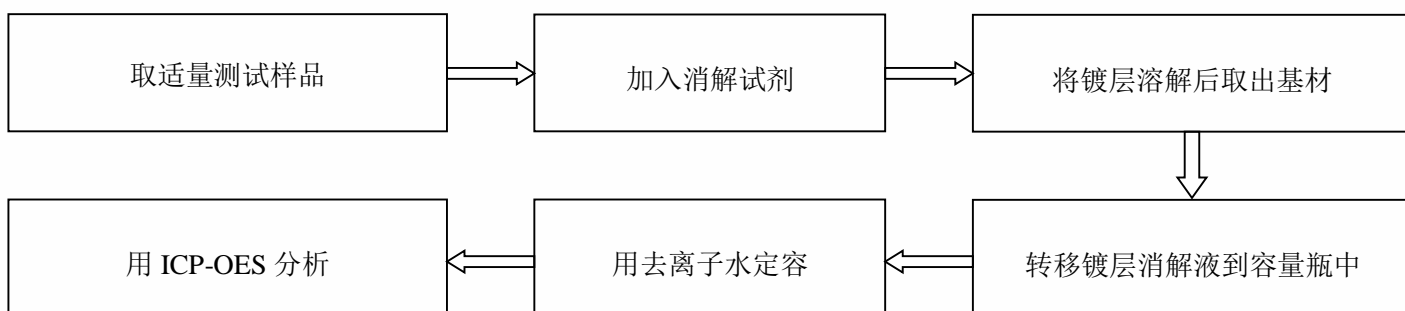 取适量测试样品
加入消解试剂
将镀层溶解后取出基材
转移镀层消解液到容量瓶中
用去离子水定容
用 ICP-OES 分析